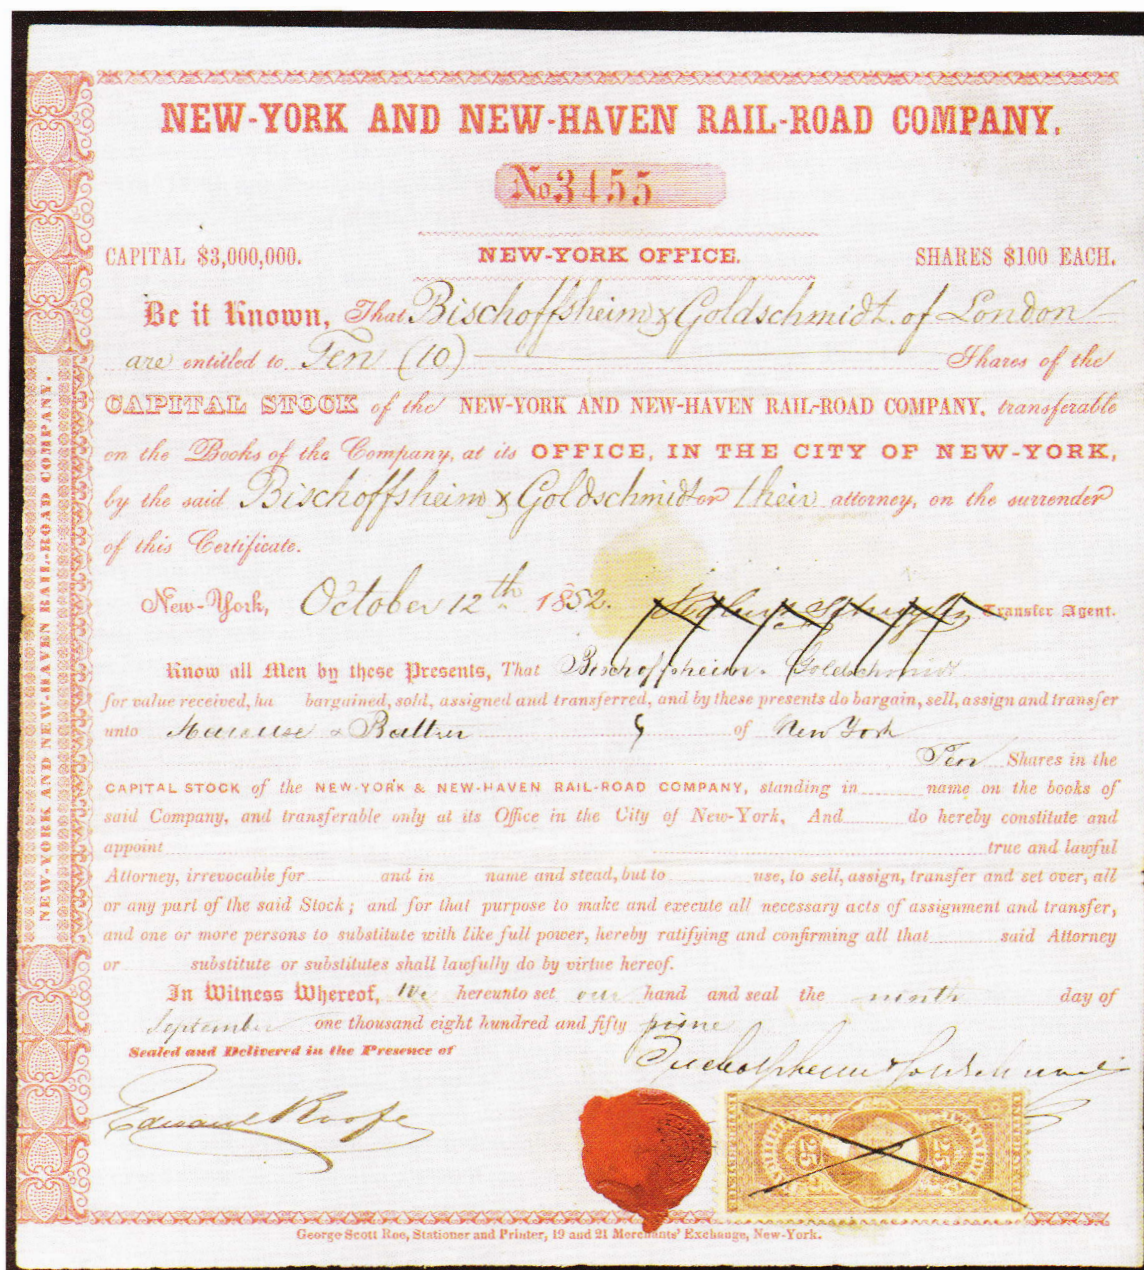 NEW-YORK AND NEW-HAVEN RAIL-ROAD COMPANY.
No 3455
CAPITAL $3,000,000. NEW-YORK OFFICE. SHARES $100 EACH.
Be it Known, That Bischoffsheim & Goldschmidt of London
are entitled to Ten (10) Shares of the
CAPITAL STOCK of the NEW-YORK AND NEW-HAVEN RAIL-ROAD COMPANY, transferable
on the Books of the Company, at its OFFICE, IN THE CITY OF NEW-YORK,
by the said Bischoffsheim & Goldschmidt or their attorney, on the surrender
of this Certificate.
New-York, October 12th 1852. Transfer Agent.
Know all Men by these Presents, That Bischoffsheim Goldschmidt
for value received, ha bargained, sold, assigned and transferred, and by these presents do bargain, sell, assign and transfer
unto & of New York
Ten Shares in the
CAPITAL STOCK of the NEW-YORK & NEW-HAVEN RAIL-ROAD COMPANY, standing in name on the books of
said Company, and transferable only at its Office in the City of New-York, And do hereby constitute and
appoint true and lawful
Attorney, irrevocable for and in name and stead, but to use, to sell, assign, transfer and set over, all
or any part of the said Stock; and for that purpose to make and execute all necessary acts of assignment and transfer,
and one or more persons to substitute with like full power, hereby ratifying and confirming all that said Attorney
or substitute or substitutes shall lawfully do by virtue hereof.
In Witness Whereof, We hereunto set our hand and seal the ninth day of
September one thousand eight hundred and fifty
Sealed and Delivered in the Presence of
25 25
George Scott Roe, Stationer and Printer, 19 and 21 Merchants' Exchange, New-York.
NEW-YORK AND NEW-HAVEN RAIL-ROAD COMPANY.